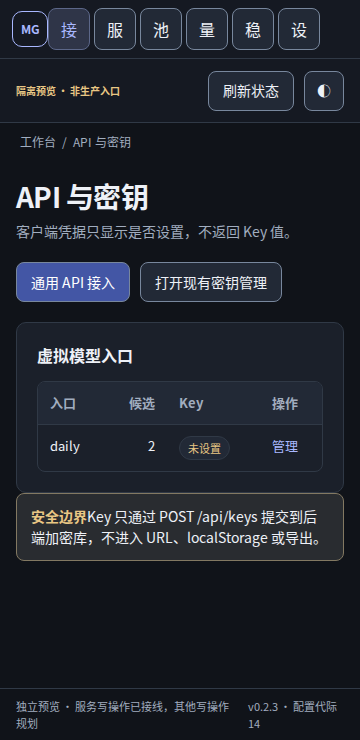 MG 接 服 池 量 稳 设
隔离预览 · 非生产入口 刷新状态
工作台 / API 与密钥
API 与密钥
客户端凭据只显示是否设置，不返回 Key 值。
通用 API 接入 打开现有密钥管理
虚拟模型入口
入口 候选 Key 操作
daily 2 未设置 管理
安全边界Key 只通过 POST /api/keys 提交到后
端加密库，不进入 URL、localStorage 或导出。
独立预览 · 服务写操作已接线，其他写操作
规划
v0.2.3 · 配置代际
14